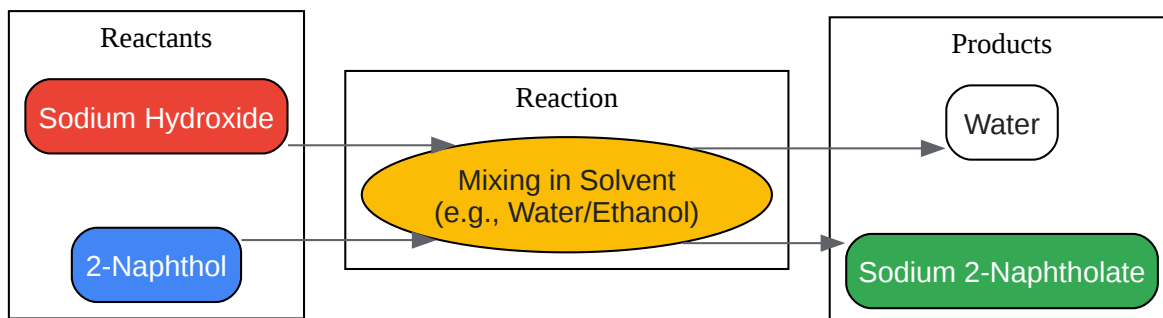 Reactants
Sodium Hydroxide
2-Naphthol
Reaction
Mixing in Solvent
(e.g., Water/Ethanol)
Products
Water
Sodium 2-Naphtholate